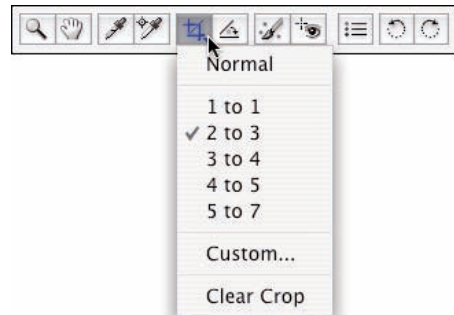 Normal
1 to 1
2 to 3
3 to 4
4 to 5
5 to 7
Custom...
Clear Crop